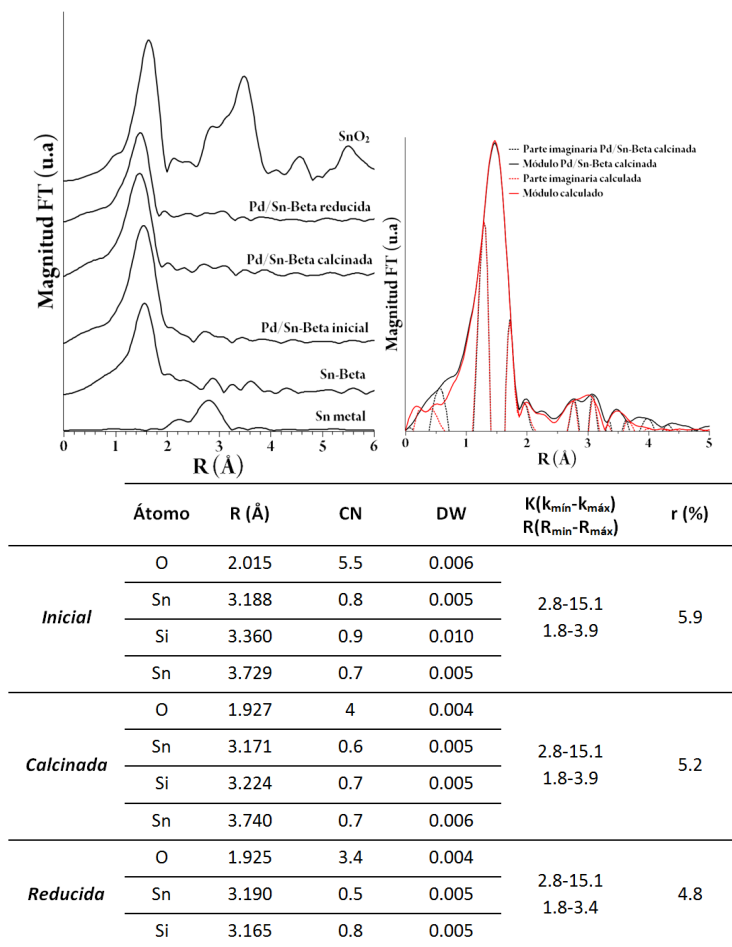 Magnitud FT (u.a)
SnO2
Pd/Sn-Beta reducida
Pd/Sn-Beta calcinada
Pd/Sn-Beta inicial
Sn-Beta
Sn metal
0 1 2 3 4 5 6
R (Å)
Magnitud FT (u.a)
Parte imaginaria Pd/Sn-Beta calcinada
Módulo Pd/Sn-Beta calcinada
Parte imaginaria calculada
Módulo calculado
0 1 2 3 4 5
R (Å)
Átomo R (Å) CN DW K(kmín-kmáx) r (%)
R(Rmin-Rmáx)
Inicial
O 2.015 5.5 0.006
Sn 3.188 0.8 0.005
Si 3.360 0.9 0.010
Sn 3.729 0.7 0.005
2.8-15.1
1.8-3.9
5.9
Calcinada
O 1.927 4 0.004
Sn 3.171 0.6 0.005
Si 3.224 0.7 0.005
Sn 3.740 0.7 0.006
2.8-15.1
1.8-3.9
5.2
Reducida
O 1.925 3.4 0.004
Sn 3.190 0.5 0.005
Si 3.165 0.8 0.005
2.8-15.1
1.8-3.4
4.8